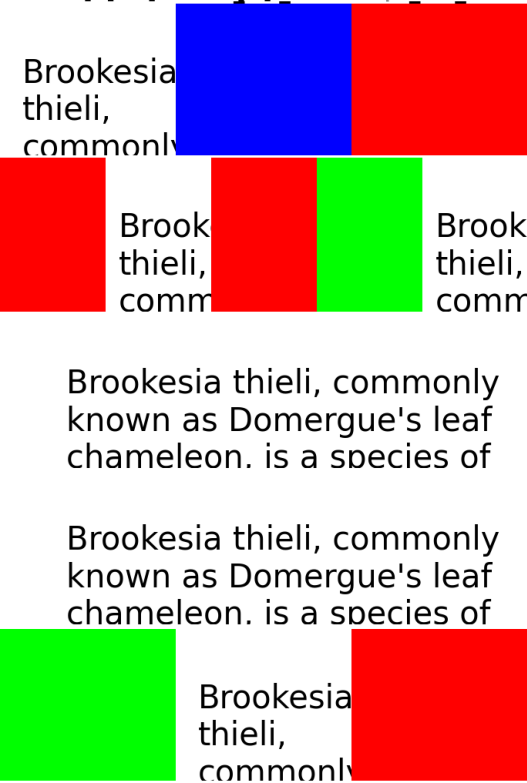 Brookesia
thieli,
commonly
Brook
thieli,
comm
Brook
thieli,
comm
Brookesia thieli, commonly
known as Domergue's leaf
chameleon, is a species of
Brookesia thieli, commonly
known as Domergue's leaf
chameleon, is a species of
Brookesia
thieli,
commonly